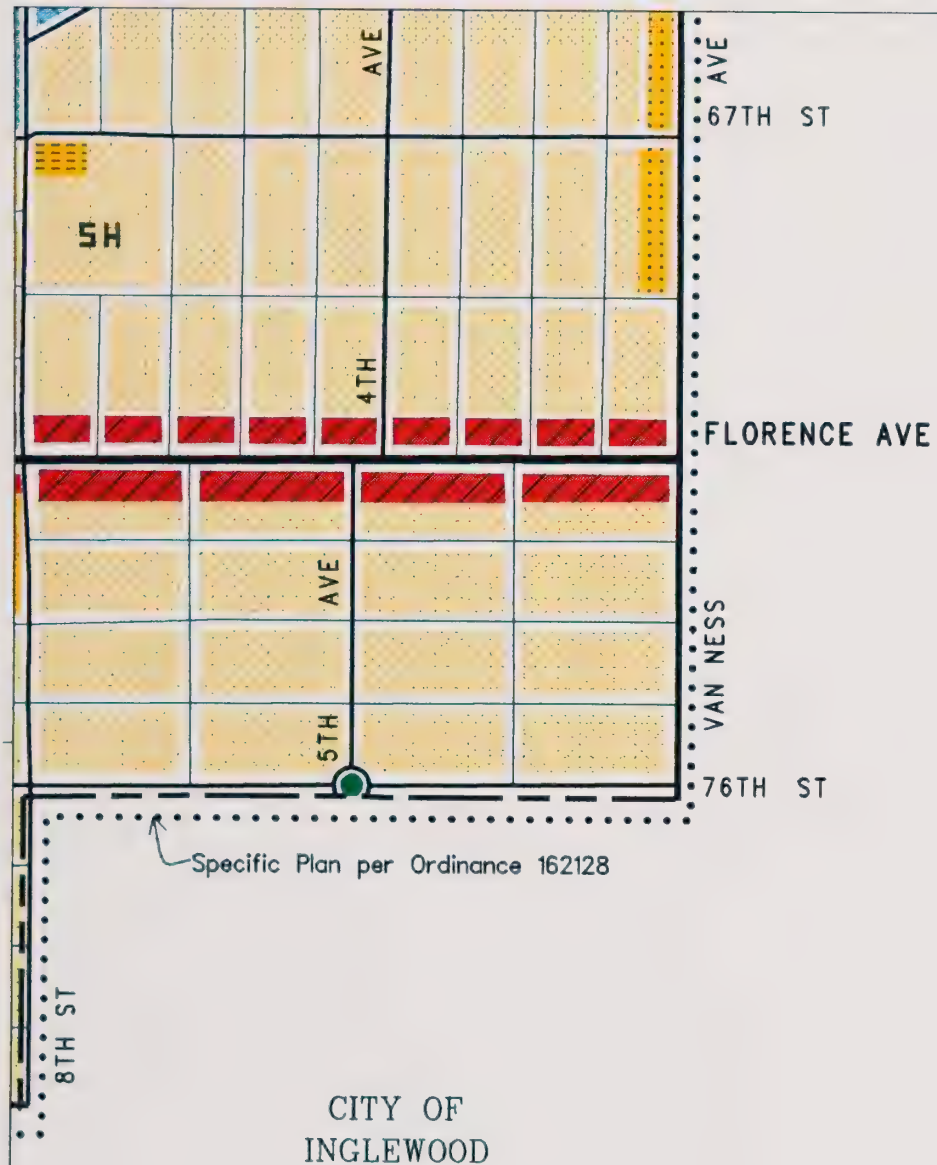 AVE
AVE
67TH ST
SH
4TH
FLORENCE AVE
AVE
VAN NESS
5TH
76TH ST
Specific Plan per Ordinance 162128
8TH ST
CITY OF
INGLEWOOD